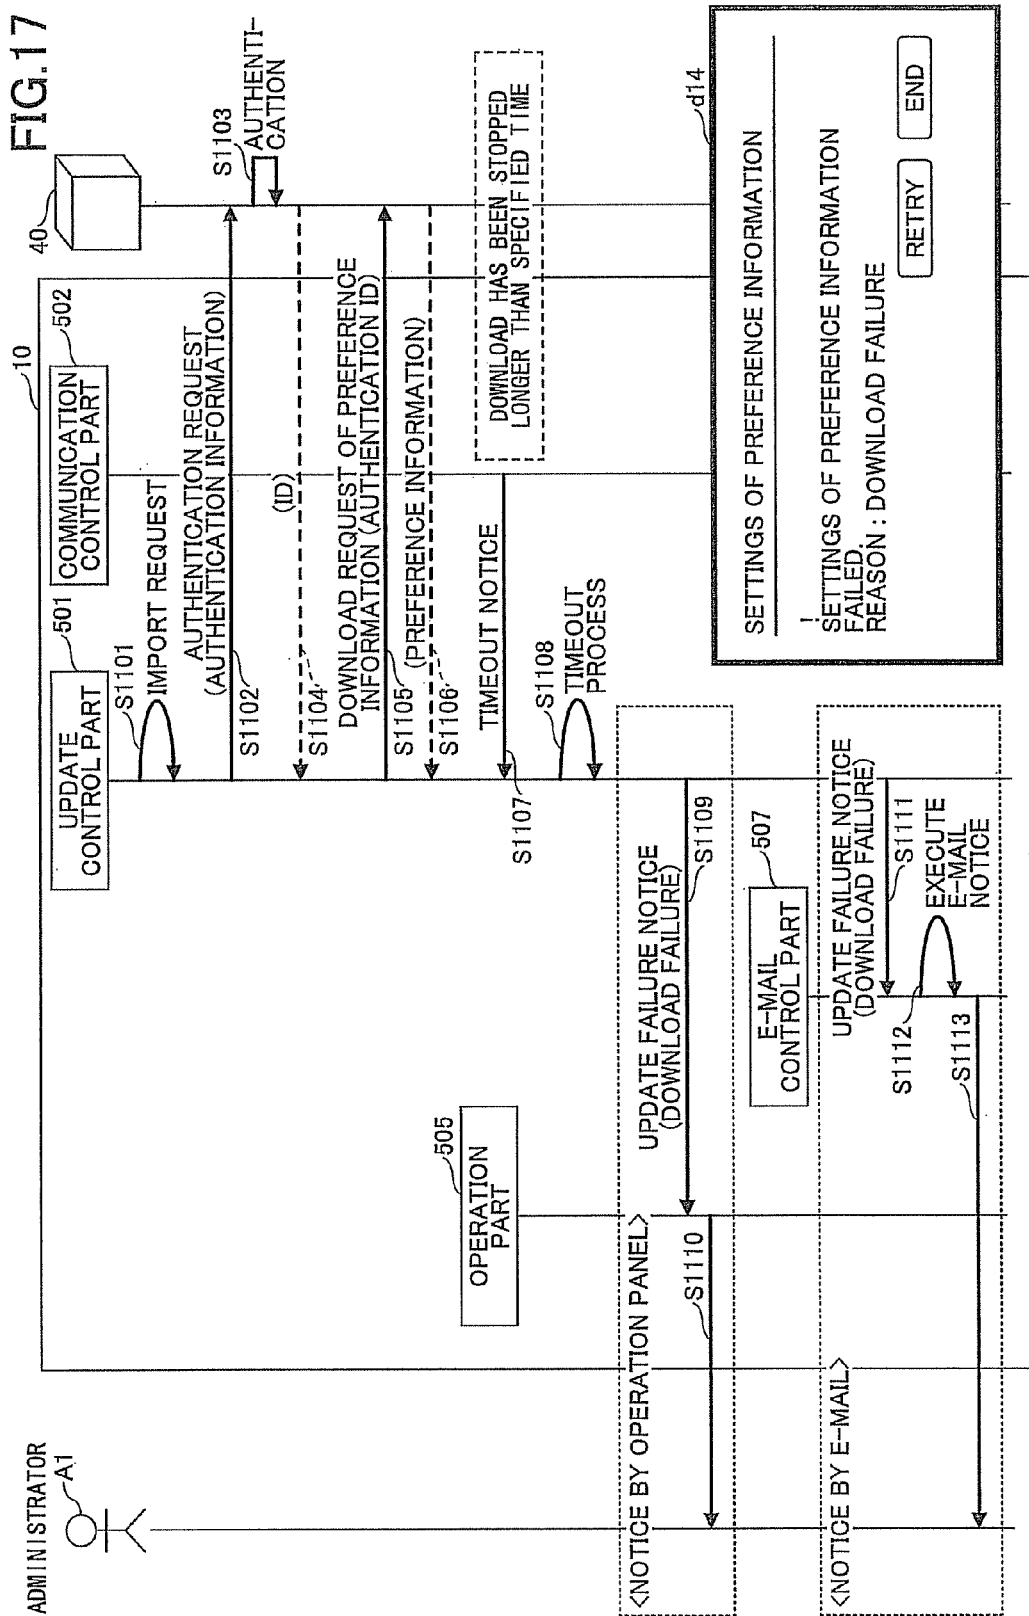 FIG.17
ADMINISTRATOR
A1
10
40
UPDATE
CONTROL PART
501
COMMUNICATION
CONTROL PART
502
S1101
IMPORT REQUEST
AUTHENTICATION REQUEST
(AUTHENTICATION INFORMATION)
S1102
S1103
AUTHENTI-
CATION
(ID)
S1104
DOWNLOAD REQUEST OF PREFERENCE
INFORMATION (AUTHENTICATION ID)
S1105
(PREFERENCE INFORMATION)
S1106
DOWNLOAD HAS BEEN STOPPED
LONGER THAN SPECIFIED TIME
TIMEOUT NOTICE
S1107
S1108
TIMEOUT
PROCESS
OPERATION
PART
505
<NOTICE BY OPERATION PANEL>
UPDATE FAILURE NOTICE
(DOWNLOAD FAILURE)
S1109
S1110
E-MAIL
CONTROL PART
507
<NOTICE BY E-MAIL>
UPDATE FAILURE NOTICE
(DOWNLOAD FAILURE)
S1111
S1112
EXECUTE
E-MAIL
NOTICE
S1113
d14
SETTINGS OF PREFERENCE INFORMATION
!
SETTINGS OF PREFERENCE INFORMATION
FAILED.
REASON : DOWNLOAD FAILURE
RETRY
END